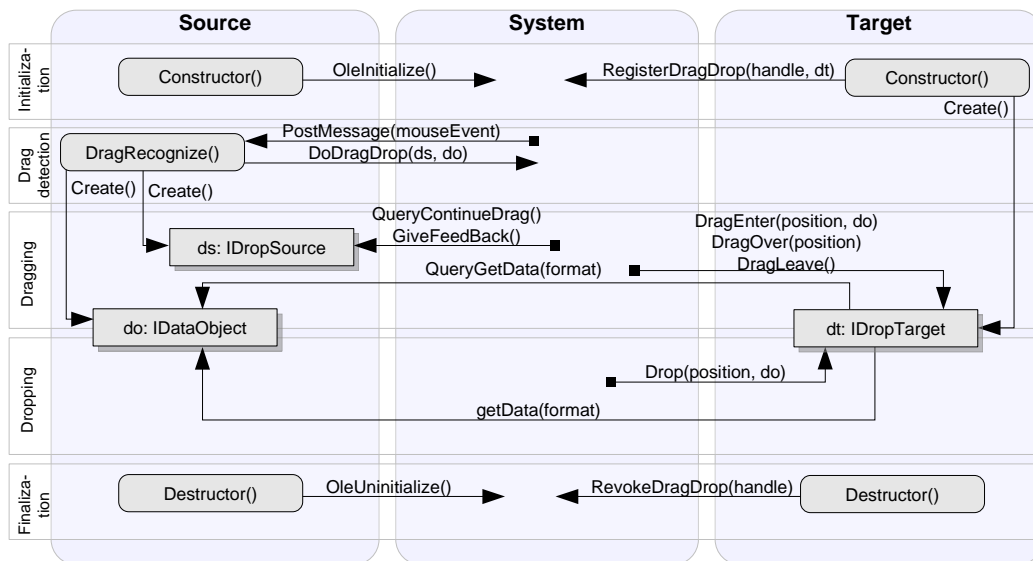 Source
System
Target
Initializa-
tion
Constructor()
OleInitialize()
RegisterDragDrop(handle, dt)
Constructor()
Create()
Drag
detection
DragRecognize()
PostMessage(mouseEvent)
DoDragDrop(ds, do)
Create()
Create()
Dragging
ds: IDropSource
QueryContinueDrag()
GiveFeedBack()
DragEnter(position, do)
DragOver(position)
DragLeave()
QueryGetData(format)
do: IDataObject
dt: IDropTarget
Dropping
Drop(position, do)
getData(format)
Finaliza-
tion
Destructor()
OleUninitialize()
RevokeDragDrop(handle)
Destructor()